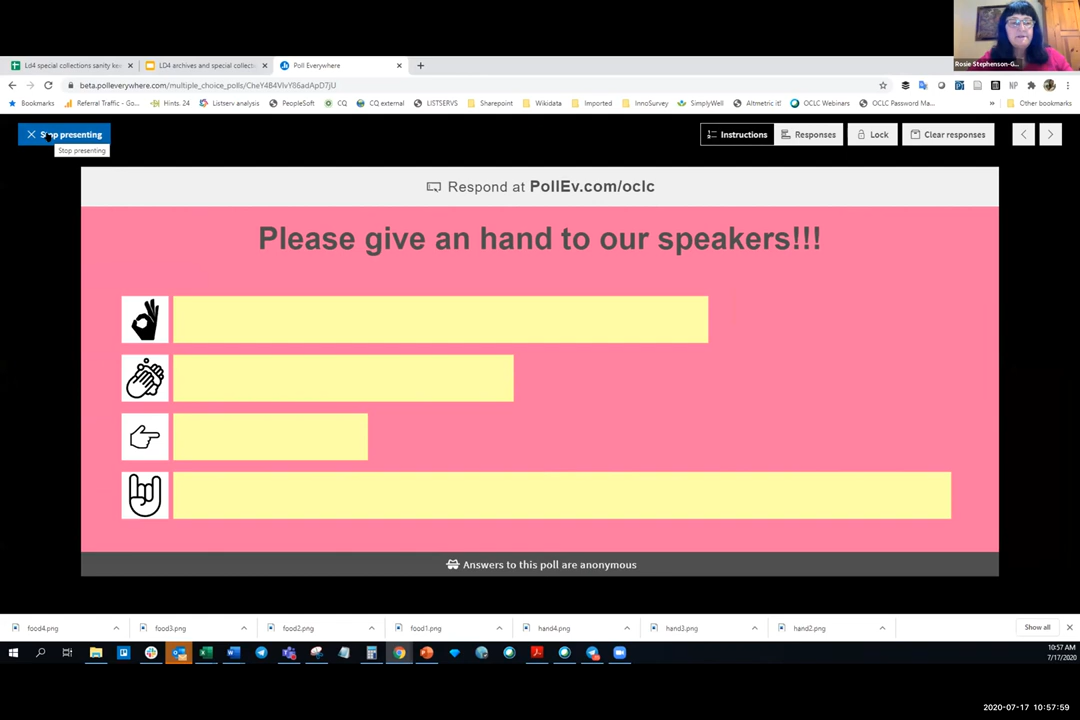 Rosie Stephenson-G...
Ld4 special collections sanity ke
LD4 archives and special collecti
Poll Everywhere
beta.polleverywhere.com/multiple_choice_polls/CheY4B4VlvY86adApD7jU
NP
Bookmarks
Referral Traffic - Go...
Hints 24
Listserv analysis
PeopleSoft
CQ
CQ external
LISTSERVS
Sharepoint
Wikidata
Imported
InnoSurvey
SimplyWell
Altmetric it!
OCLC Webinars
OCLC Password Ma...
»
Other bookmarks
Stop presenting
Stop presenting
Instructions
Responses
Lock
Clear responses
Respond at PollEv.com/oclc
Please give an hand to our speakers!!!
Answers to this poll are anonymous
food4.png
food3.png
food2.png
food1.png
hand4.png
hand3.png
hand2.png
Show all
10:57 AM
7/17/2020
2020-07-17 10:57:59